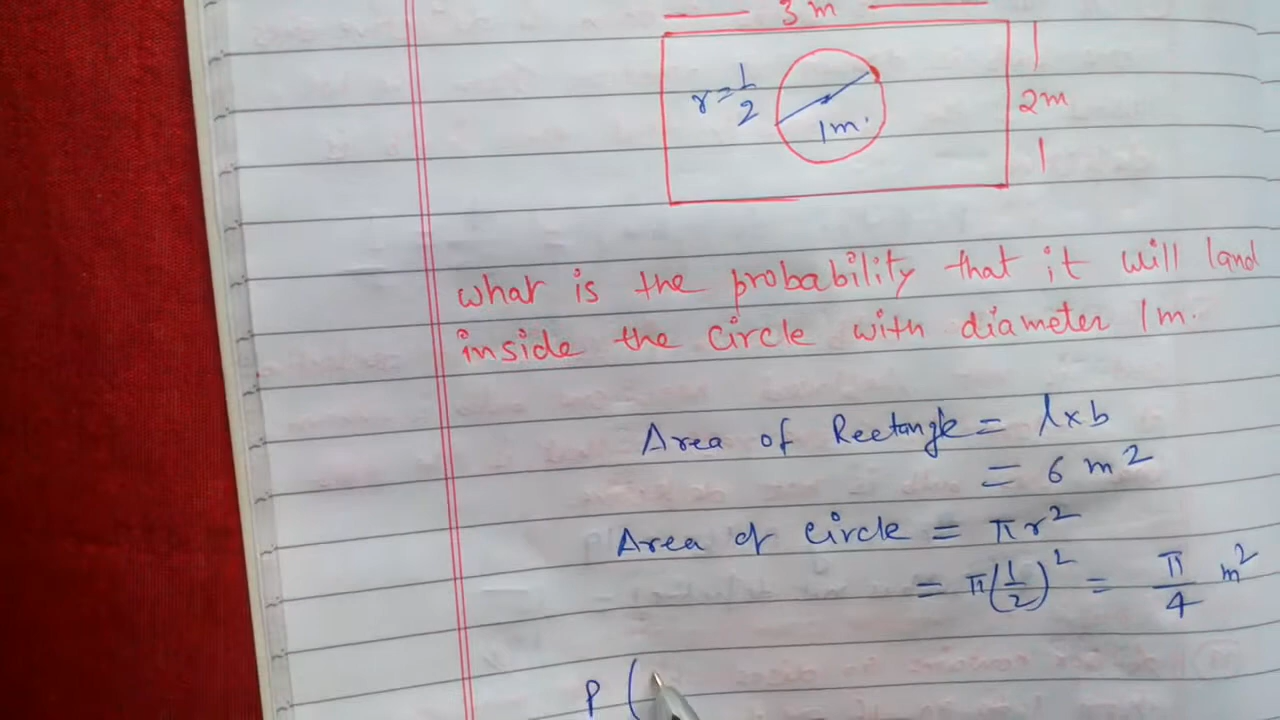 3 m
r = 1/2
1m.
2m
what is the probability that it will land
inside the circle with diameter 1m.
Area of Rectangle = l x b
= 6 m²
Area of circle = πr²
= π(1/2)² = π/4 m²
P (